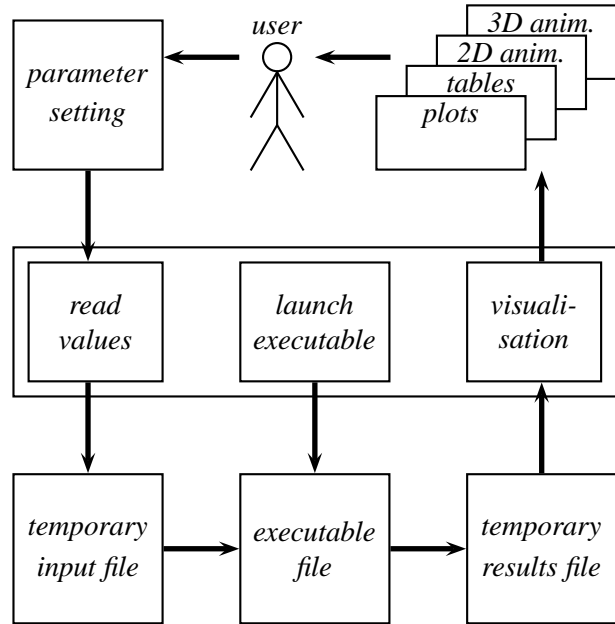 user
3D anim.
2D anim.
tables
plots
parameter
setting
read
values
launch
executable
visuali-
sation
temporary
input file
executable
file
temporary
results file